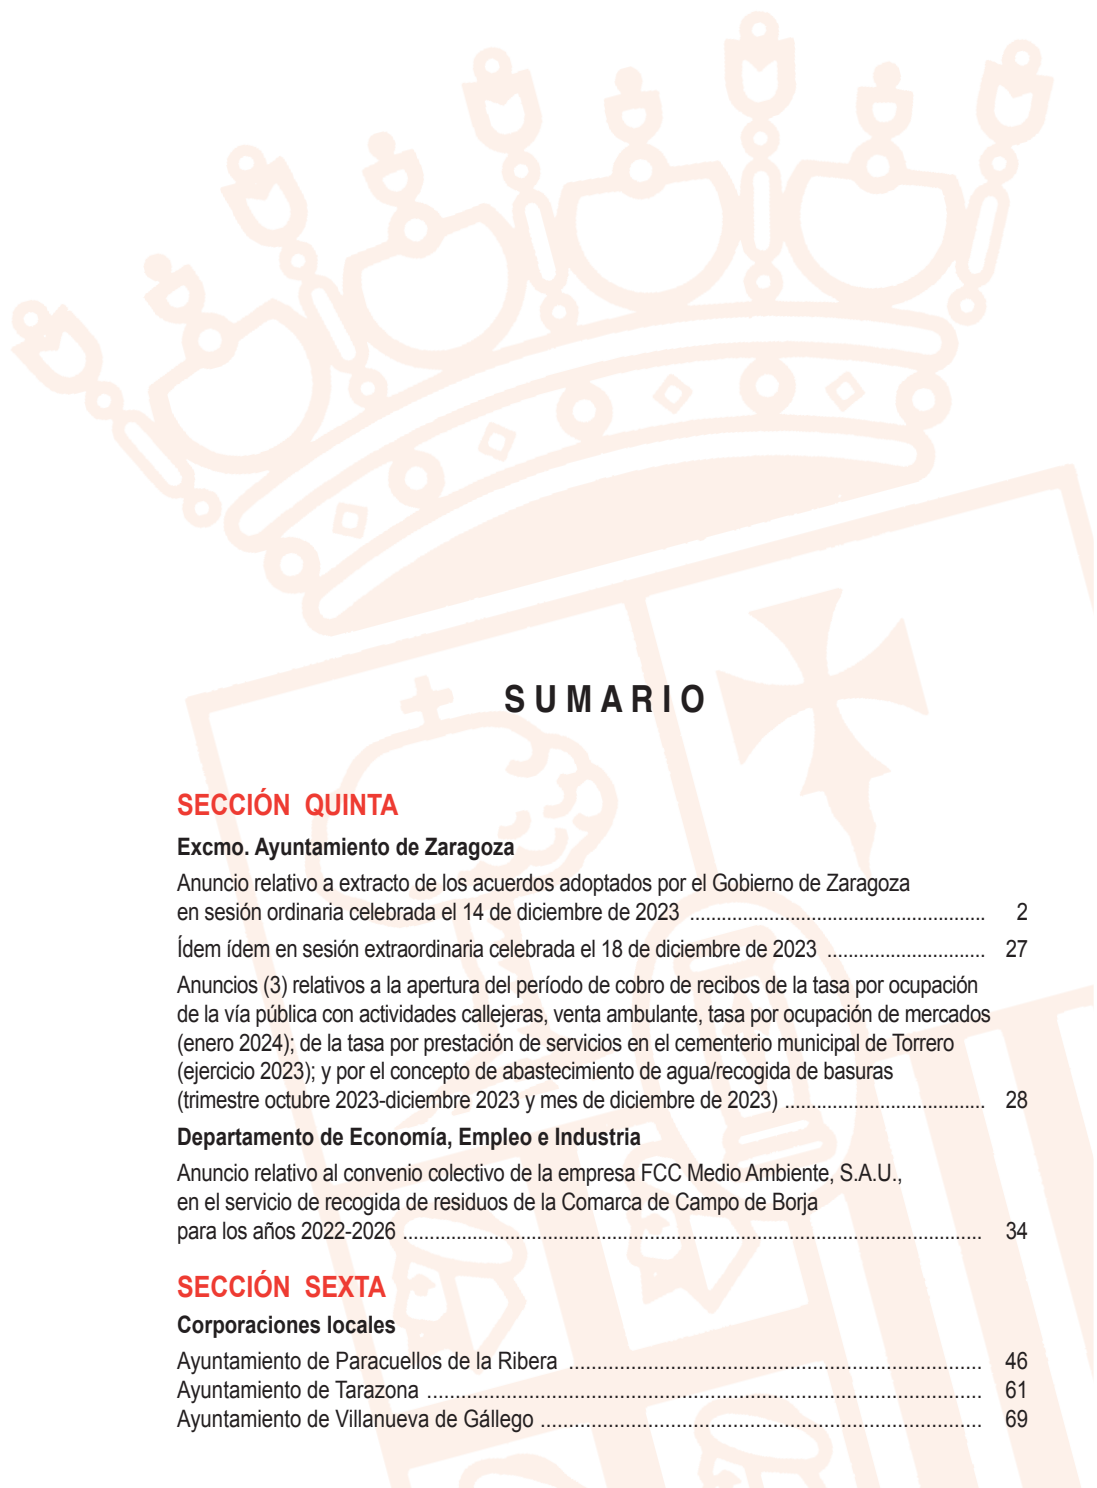 SUMARIO
SECCIÓN QUINTA
Excmo. Ayuntamiento de Zaragoza
Anuncio relativo a extracto de los acuerdos adoptados por el Gobierno de Zaragoza
en sesión ordinaria celebrada el 14 de diciembre de 2023 ........................................................ 2
Ídem ídem en sesión extraordinaria celebrada el 18 de diciembre de 2023 .............................. 27
Anuncios (3) relativos a la apertura del período de cobro de recibos de la tasa por ocupación
de la vía pública con actividades callejeras, venta ambulante, tasa por ocupación de mercados
(enero 2024); de la tasa por prestación de servicios en el cementerio municipal de Torrero
(ejercicio 2023); y por el concepto de abastecimiento de agua/recogida de basuras
(trimestre octubre 2023-diciembre 2023 y mes de diciembre de 2023) ...................................... 28
Departamento de Economía, Empleo e Industria
Anuncio relativo al convenio colectivo de la empresa FCC Medio Ambiente, S.A.U.,
en el servicio de recogida de residuos de la Comarca de Campo de Borja
para los años 2022-2026 .............................................................................................................. 34
SECCIÓN SEXTA
Corporaciones locales
Ayuntamiento de Paracuellos de la Ribera ............................................................................... 46
Ayuntamiento de Tarazona .......................................................................................................... 61
Ayuntamiento de Villanueva de Gállego .................................................................................... 69